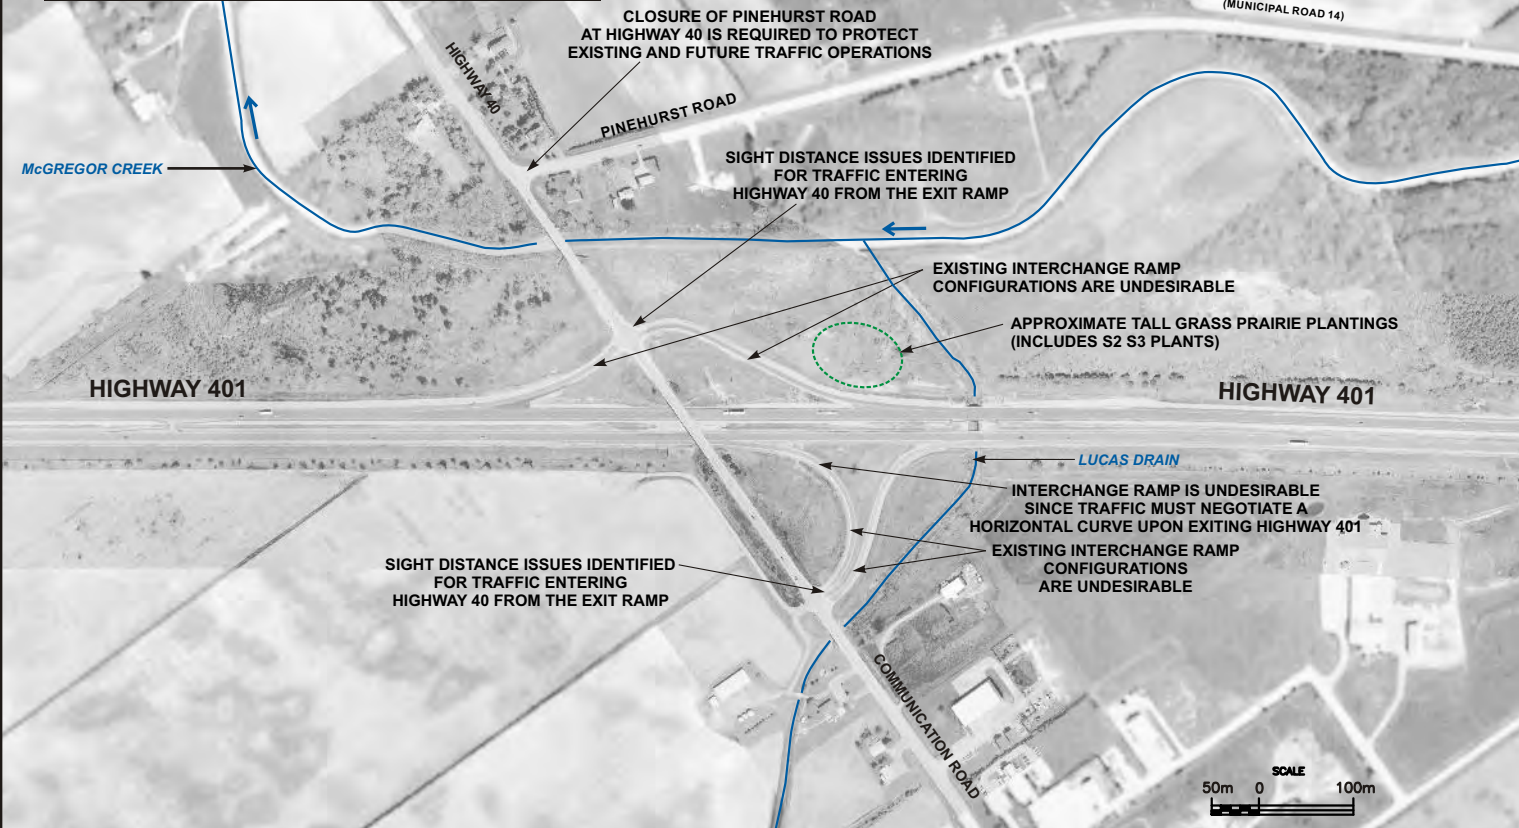 (MUNICIPAL ROAD 14)
CLOSURE OF PINEHURST ROAD
AT HIGHWAY 40 IS REQUIRED TO PROTECT
EXISTING AND FUTURE TRAFFIC OPERATIONS
HIGHWAY 40
PINEHURST ROAD
McGREGOR CREEK
SIGHT DISTANCE ISSUES IDENTIFIED
FOR TRAFFIC ENTERING
HIGHWAY 40 FROM THE EXIT RAMP
EXISTING INTERCHANGE RAMP
CONFIGURATIONS ARE UNDESIRABLE
APPROXIMATE TALL GRASS PRAIRIE PLANTINGS
(INCLUDES S2 S3 PLANTS)
HIGHWAY 401
HIGHWAY 401
LUCAS DRAIN
INTERCHANGE RAMP IS UNDESIRABLE
SINCE TRAFFIC MUST NEGOTIATE A
HORIZONTAL CURVE UPON EXITING HIGHWAY 401
EXISTING INTERCHANGE RAMP
CONFIGURATIONS
ARE UNDESIRABLE
SIGHT DISTANCE ISSUES IDENTIFIED
FOR TRAFFIC ENTERING
HIGHWAY 40 FROM THE EXIT RAMP
COMMUNICATION ROAD
SCALE
50m 0 100m